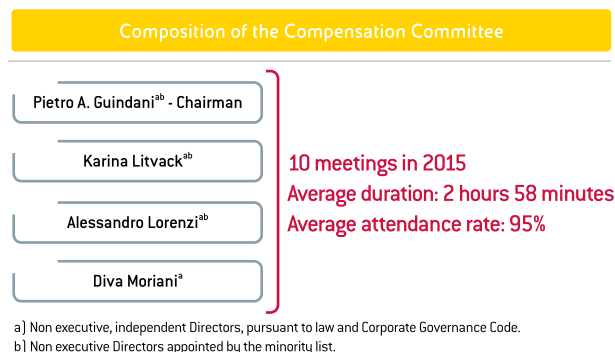 Composition of the Compensation Committee
Pietro A. Guindaniab - Chairman
Karina Litvackab
Alessandro Lorenziab
Diva Moriania
10 meetings in 2015
Average duration: 2 hours 58 minutes
Average attendance rate: 95%
a) Non executive, independent Directors, pursuant to law and Corporate Governance Code.
b) Non executive Directors appointed by the minority list.